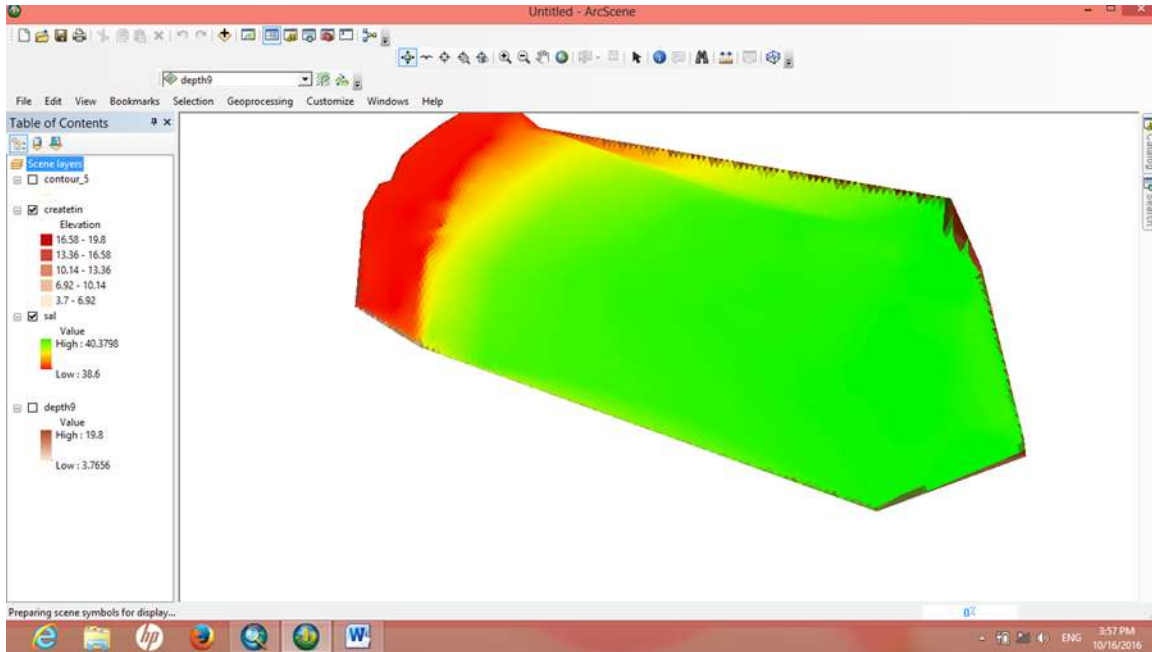 Untitled - ArcScene
depth9
File Edit View Bookmarks Selection Geoprocessing Customize Windows Help
Table of Contents
Scene layers
contour_5
createtin
Elevation
16.58 - 19.8
13.36 - 16.58
10.14 - 13.36
6.92 - 10.14
3.7 - 6.92
sal
Value
High : 40.3798
Low : 38.6
depth9
Value
High : 19.8
Low : 3.7656
Catalog
Search
Preparing scene symbols for display...
0%
hp
W
ENG
3:57 PM
10/16/2016